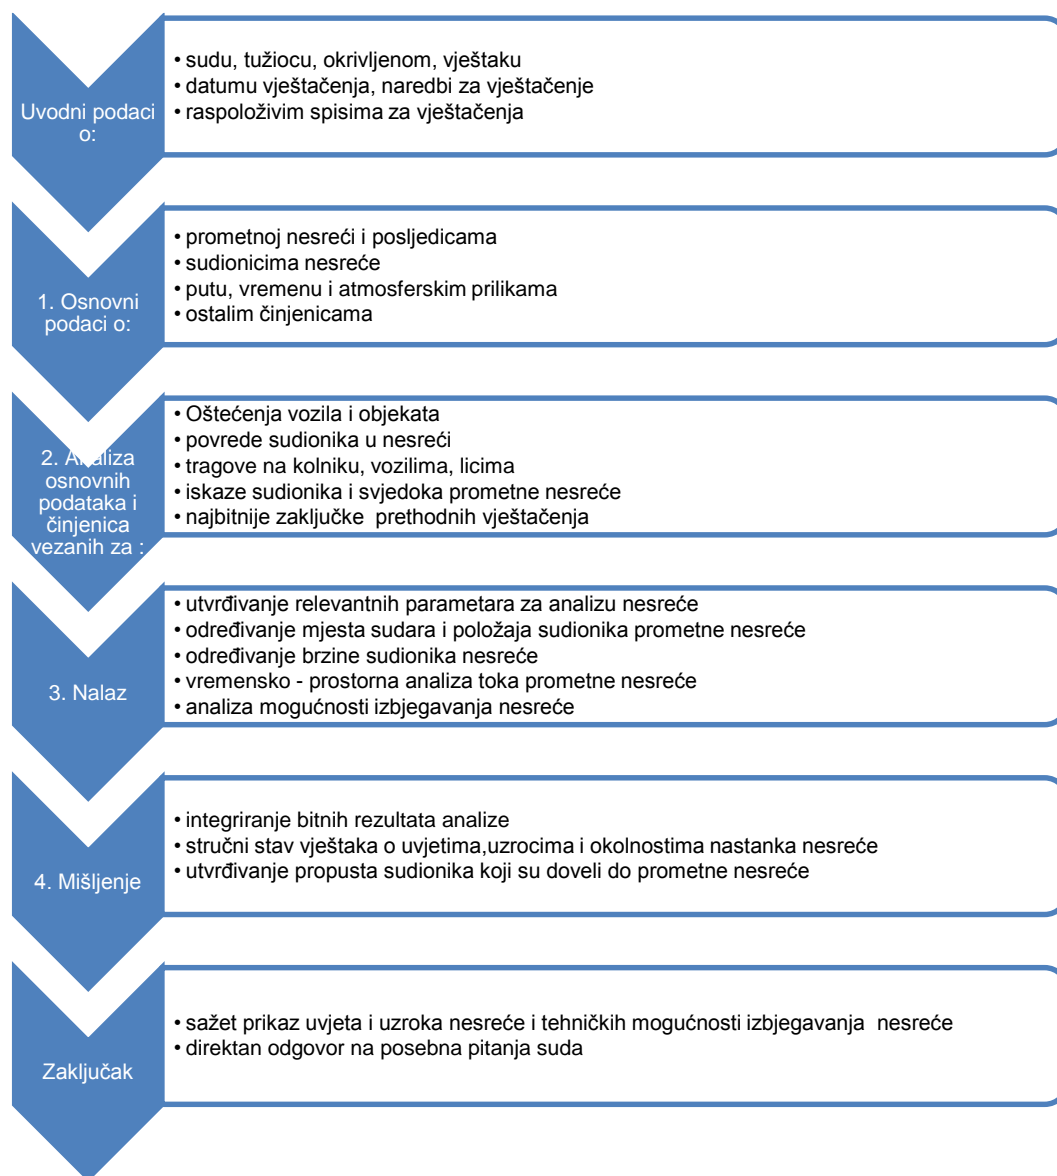 Uvodni podaci
o:
• sudu, tužiocu, okrivljenom, vještaku
• datumu vještačenja, naredbi za vještačenje
• raspoloživim spisima za vještačenja
1. Osnovni
podaci o:
• prometnoj nesreći i posljedicama
• sudionicima nesreće
• putu, vremenu i atmosferskim prilikama
• ostalim činjenicama
2. Analiza
osnovnih
podataka i
činjenica
vezanih za :
• Oštećenja vozila i objekata
• povrede sudionika u nesreći
• tragove na kolniku, vozilima, licima
• iskaze sudionika i svjedoka prometne nesreće
• najbitnije zaključke  prethodnih vještačenja
3. Nalaz
• utvrđivanje relevantnih parametara za analizu nesreće
• određivanje mjesta sudara i položaja sudionika prometne nesreće
• određivanje brzine sudionika nesreće
• vremensko - prostorna analiza toka prometne nesreće
• analiza mogućnosti izbjegavanja nesreće
4. Mišljenje
• integriranje bitnih rezultata analize
• stručni stav vještaka o uvjetima,uzrocima i okolnostima nastanka nesreće
• utvrđivanje propusta sudionika koji su doveli do prometne nesreće
Zaključak
• sažet prikaz uvjeta i uzroka nesreće i tehničkih mogućnosti izbjegavanja  nesreće
• direktan odgovor na posebna pitanja suda